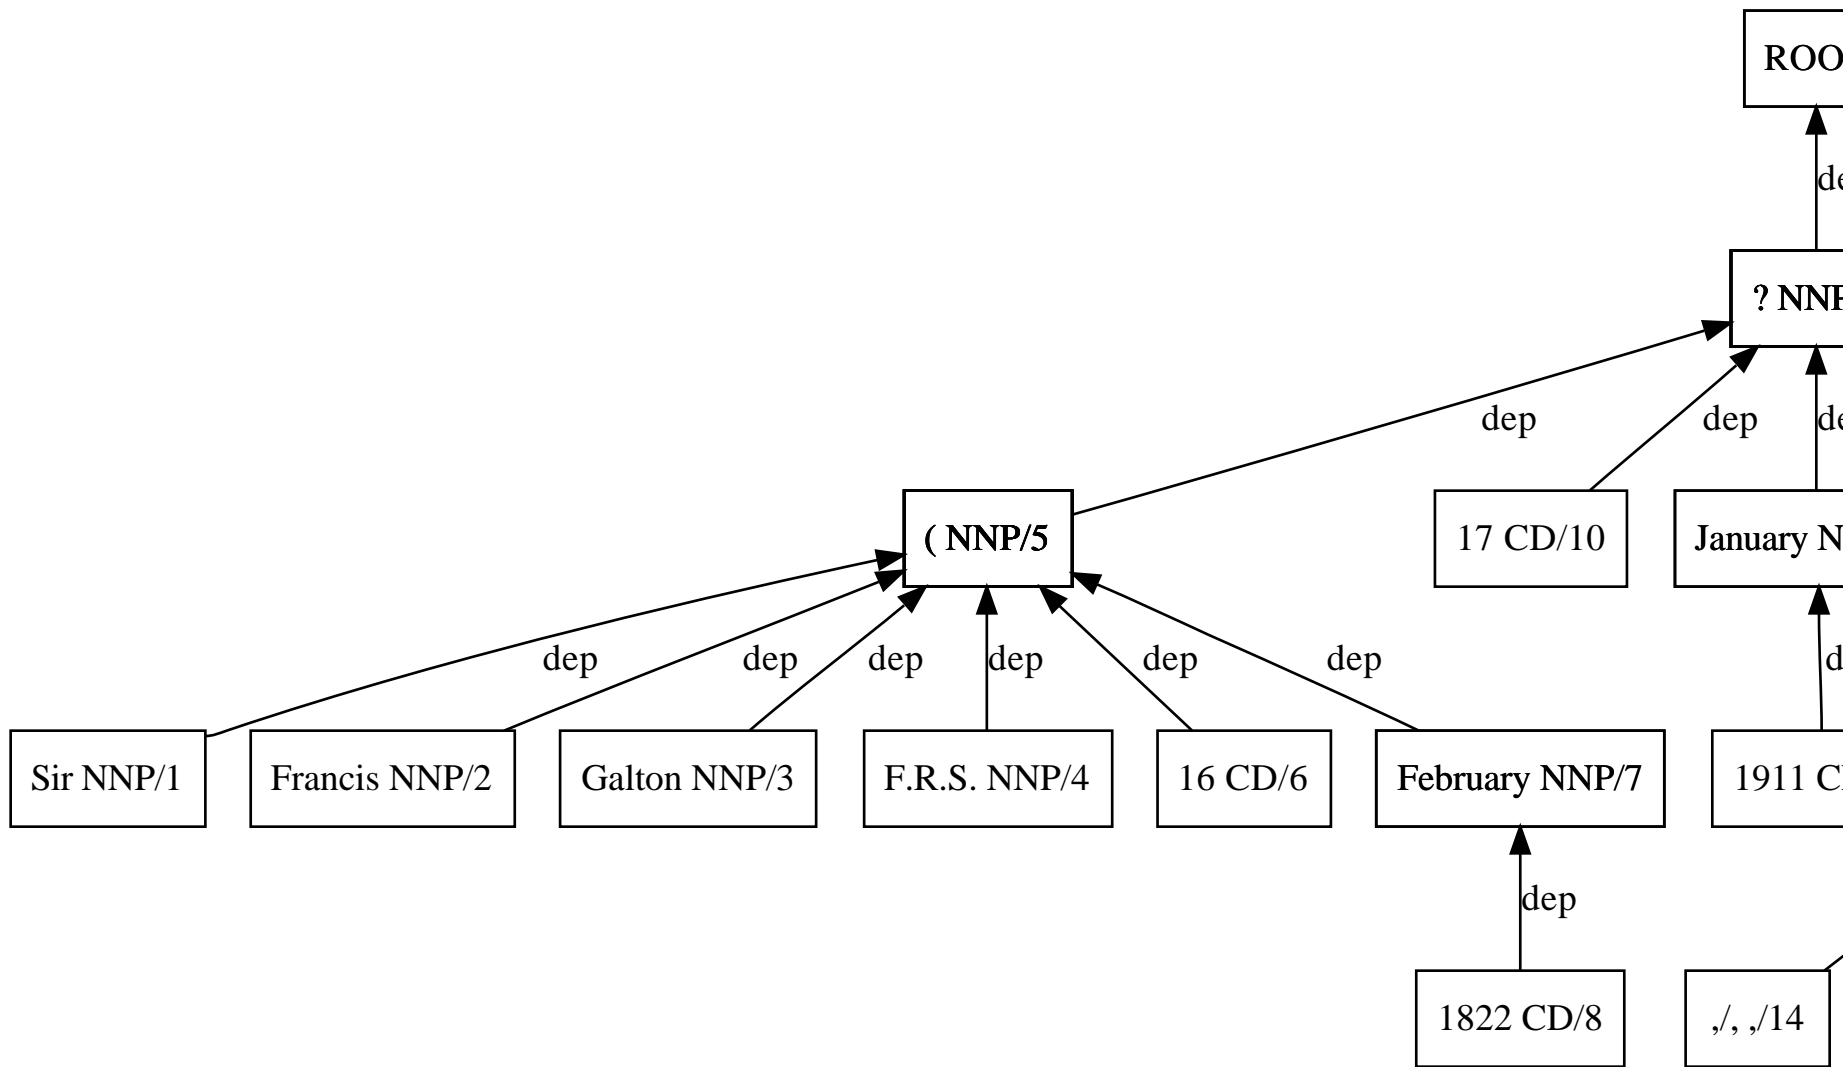 ROO
de
? NNP
dep
dep
de
( NNP/5
17 CD/10
January N
dep
dep
dep
dep
dep
dep
d
Sir NNP/1
Francis NNP/2
Galton NNP/3
F.R.S. NNP/4
16 CD/6
February NNP/7
1911 CD
dep
1822 CD/8
,/, ,/14